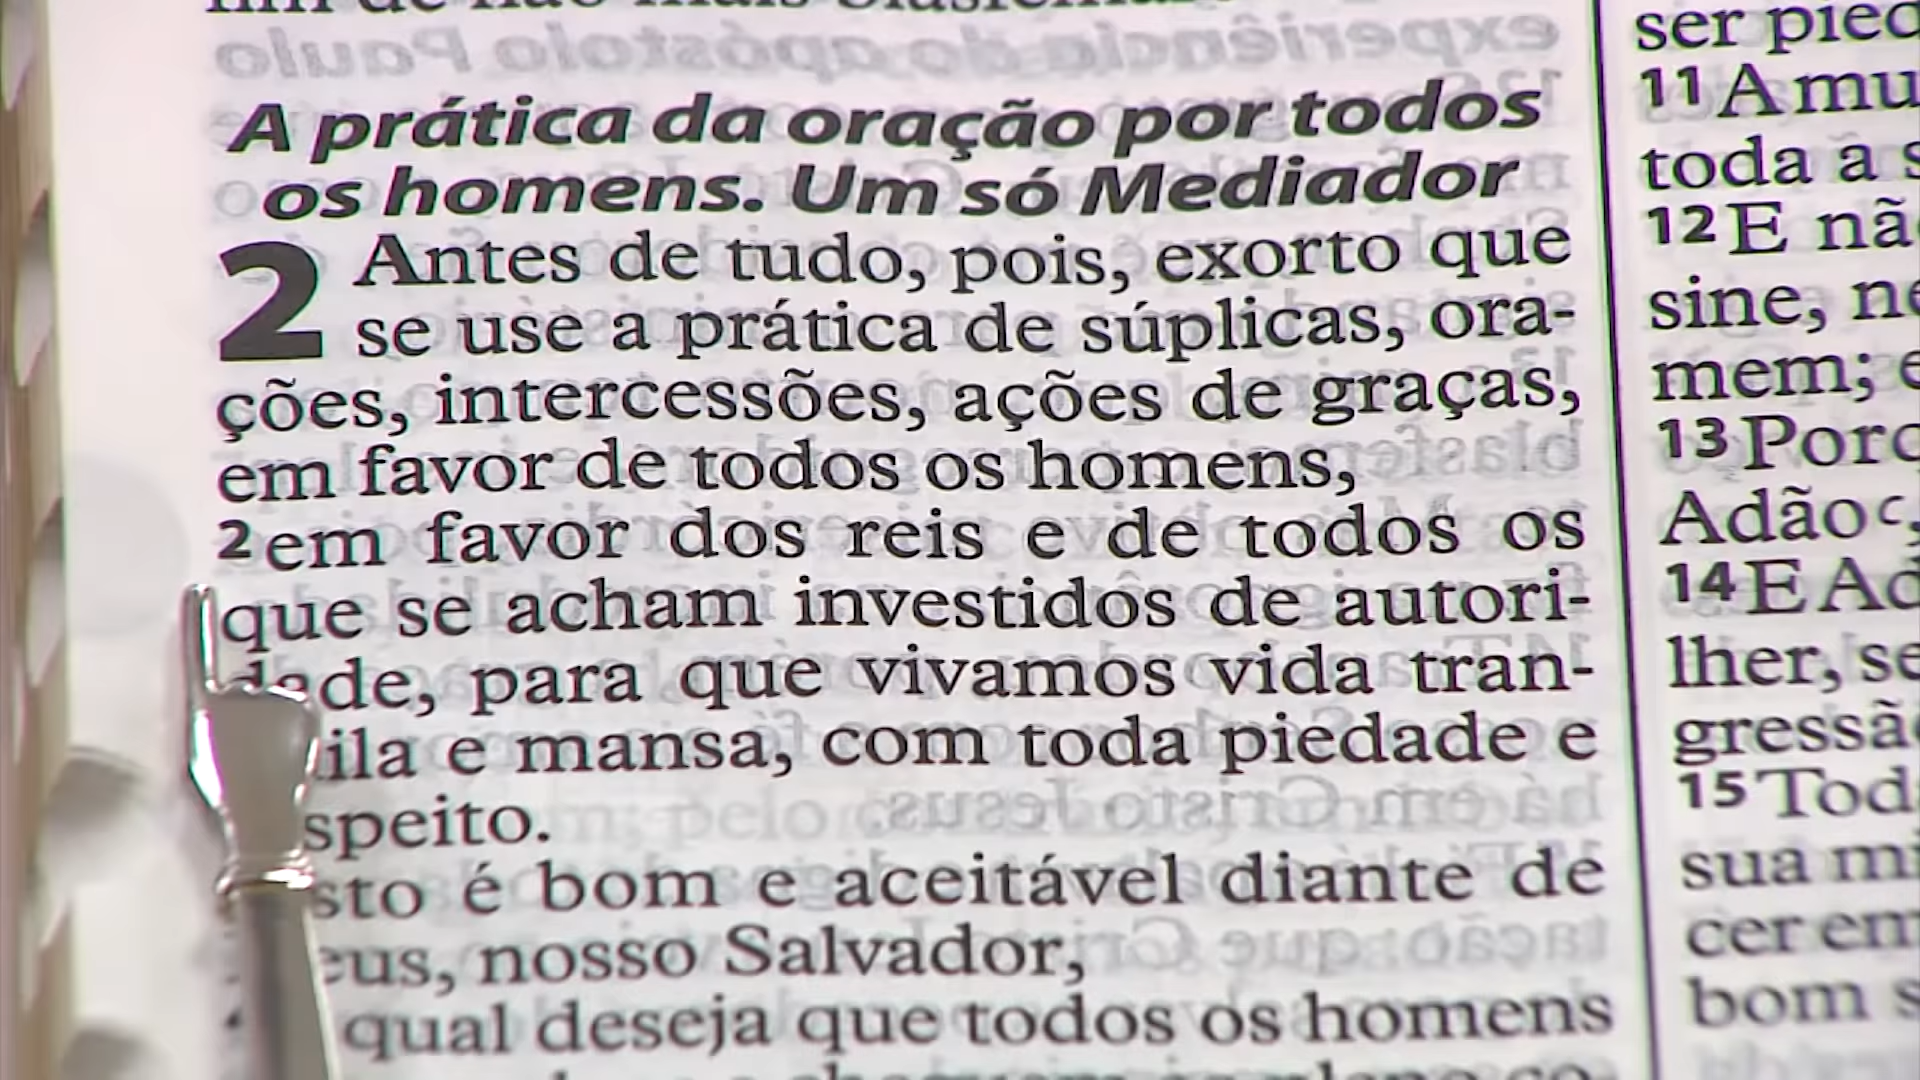 A prática da oração por todos
os homens. Um só Mediador
2 Antes de tudo, pois, exorto que
se use a prática de súplicas, ora-
ções, intercessões, ações de graças,
em favor de todos os homens,
2 em favor dos reis e de todos os
que se acham investidos de autori-
dade, para que vivamos vida tran-
ila e mansa, com toda piedade e
speito.
sto é bom e aceitável diante de
eus, nosso Salvador,
qual deseja que todos os homens
ser pied
11 A mu
toda a s
12 E nã
sine, ne
mem; e
13 Porq
Adão c,
14 E Ad
lher, se
gressã
15 Tod
sua mi
cer em
bom s